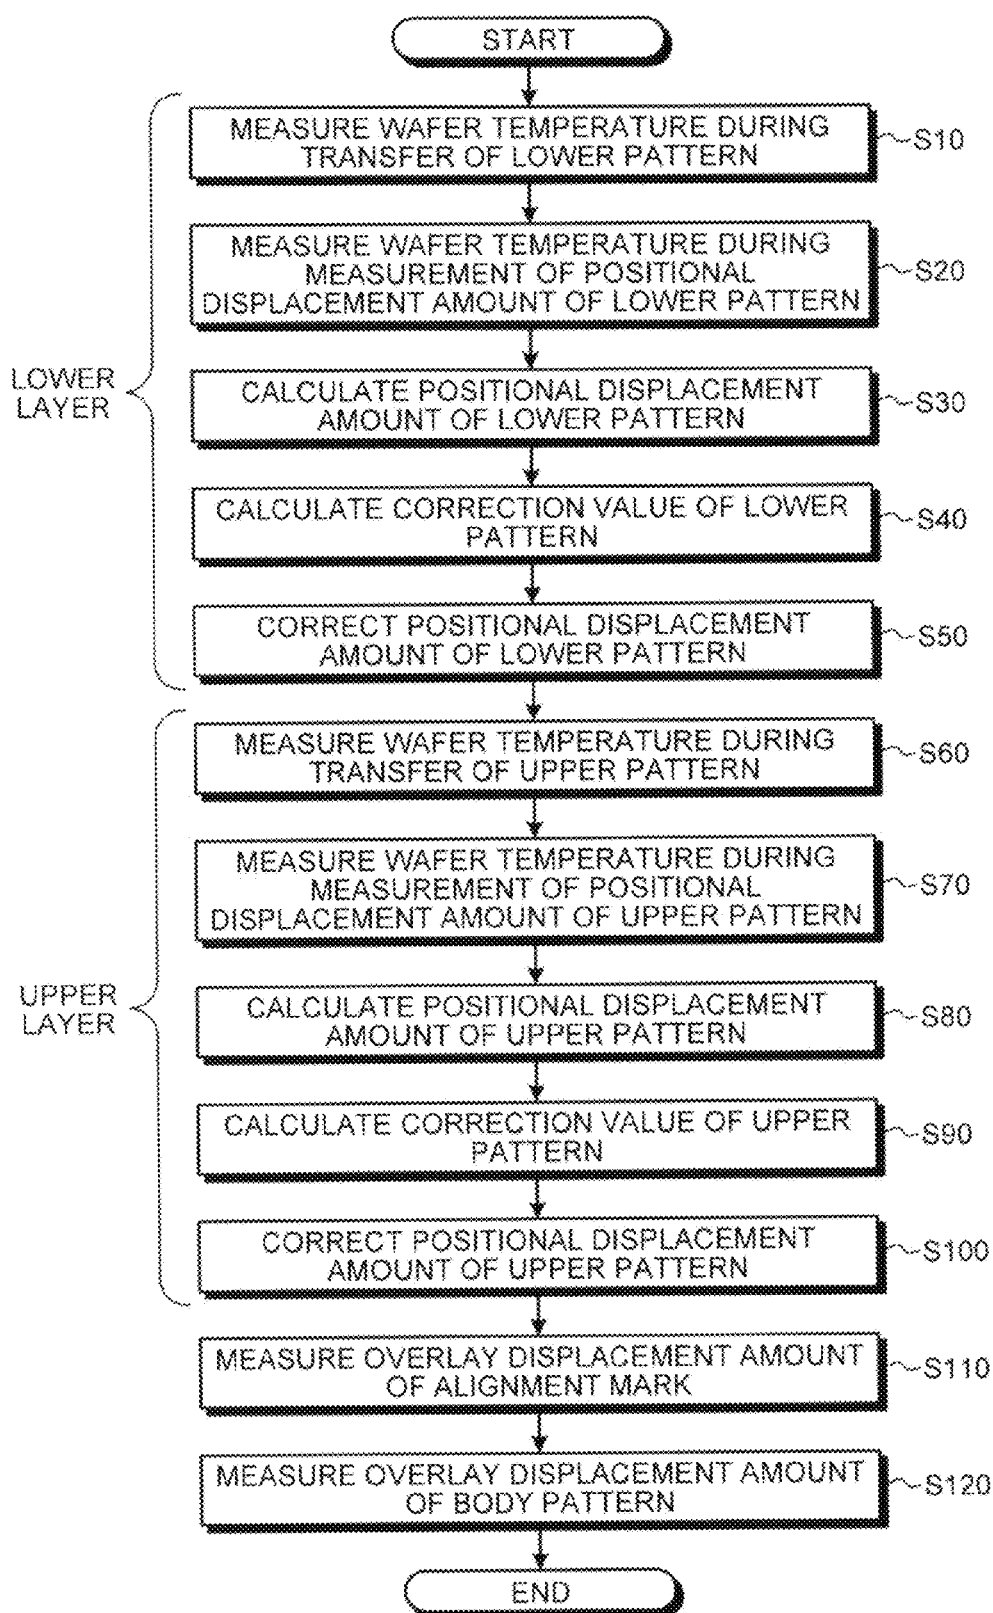 START
MEASURE WAFER TEMPERATURE DURING
TRANSFER OF LOWER PATTERN
S10
MEASURE WAFER TEMPERATURE DURING
MEASUREMENT OF POSITIONAL
DISPLACEMENT AMOUNT OF LOWER PATTERN
S20
LOWER
LAYER
CALCULATE POSITIONAL DISPLACEMENT
AMOUNT OF LOWER PATTERN
S30
CALCULATE CORRECTION VALUE OF LOWER
PATTERN
S40
CORRECT POSITIONAL DISPLACEMENT
AMOUNT OF LOWER PATTERN
S50
MEASURE WAFER TEMPERATURE DURING
TRANSFER OF UPPER PATTERN
S60
MEASURE WAFER TEMPERATURE DURING
MEASUREMENT OF POSITIONAL
DISPLACEMENT AMOUNT OF UPPER PATTERN
S70
UPPER
LAYER
CALCULATE POSITIONAL DISPLACEMENT
AMOUNT OF UPPER PATTERN
S80
CALCULATE CORRECTION VALUE OF UPPER
PATTERN
S90
CORRECT POSITIONAL DISPLACEMENT
AMOUNT OF UPPER PATTERN
S100
MEASURE OVERLAY DISPLACEMENT AMOUNT
OF ALIGNMENT MARK
S110
MEASURE OVERLAY DISPLACEMENT AMOUNT
OF BODY PATTERN
S120
END